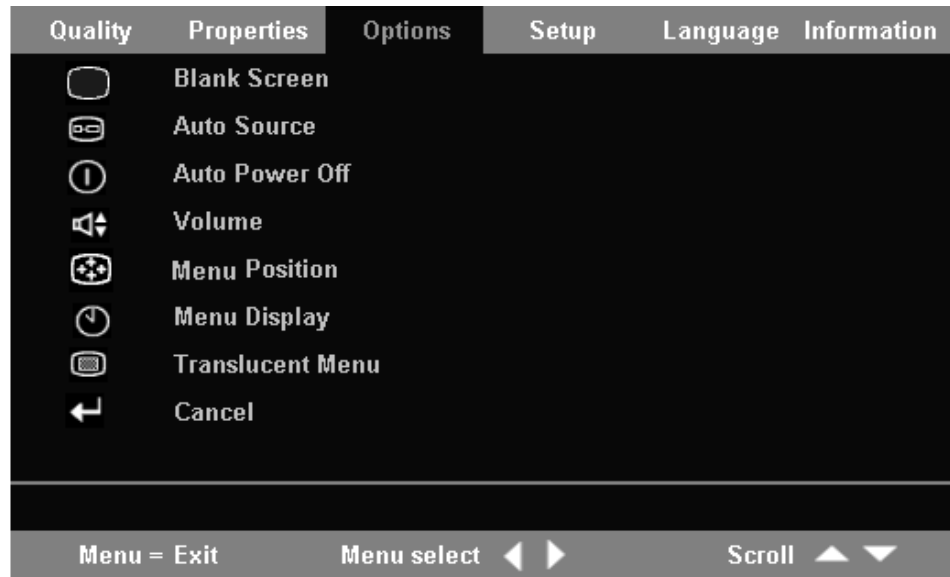 Quality Properties Options Setup Language Information
Blank Screen
Auto Source
Auto Power Off
Volume
Menu Position
Menu Display
Translucent Menu
Cancel
Menu = Exit Menu select Scroll